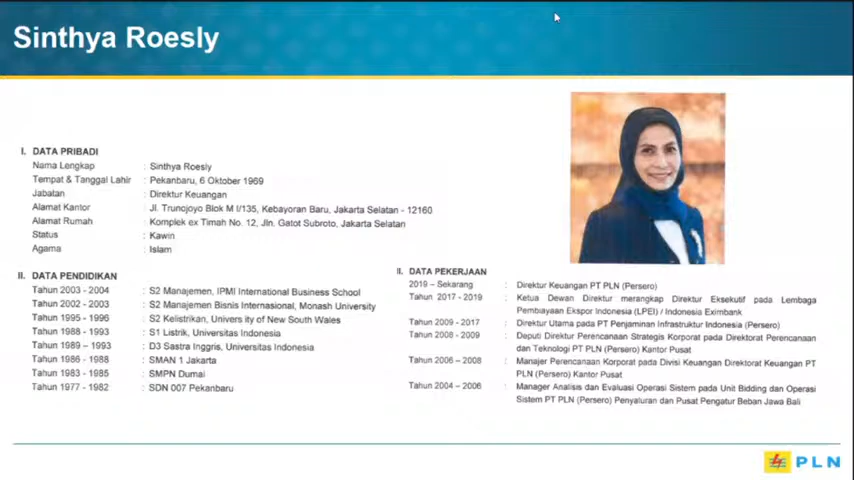 Sinthya Roesly
I. DATA PRIBADI
Nama Lengkap : Sinthya Roesly
Tempat & Tanggal Lahir : Pekanbaru, 6 Oktober 1969
Jabatan : Direktur Keuangan
Alamat Kantor : Jl. Trunojoyo Blok M I/135, Kebayoran Baru, Jakarta Selatan - 12160
Alamat Rumah : Komplek ex Timah No. 12, Jln. Gatot Subroto, Jakarta Selatan
Status : Kawin
Agama : Islam
II. DATA PENDIDIKAN
Tahun 2003 - 2004 : S2 Manajemen, IPMI International Business School
Tahun 2002 - 2003 : S2 Manajemen Bisnis Internasional, Monash University
Tahun 1995 - 1996 : S2 Kelistrikan, University of New South Wales
Tahun 1988 - 1993 : S1 Listrik, Universitas Indonesia
Tahun 1989 – 1993 : D3 Sastra Inggris, Universitas Indonesia
Tahun 1986 - 1988 : SMAN 1 Jakarta
Tahun 1983 - 1985 : SMPN Dumai
Tahun 1977 - 1982 : SDN 007 Pekanbaru
II. DATA PEKERJAAN
2019 – Sekarang : Direktur Keuangan PT PLN (Persero)
Tahun 2017 - 2019 : Ketua Dewan Direktur merangkap Direktur Eksekutif pada Lembaga
Pembiayaan Ekspor Indonesia (LPEI) / Indonesia Eximbank
Tahun 2009 - 2017 : Direktur Utama pada PT Penjaminan Infrastruktur Indonesia (Persero)
Tahun 2008 - 2009 : Deputi Direktur Perencanaan Strategis Korporat pada Direktorat Perencanaan
dan Teknologi PT PLN (Persero) Kantor Pusat
Tahun 2006 – 2008 : Manajer Perencanaan Korporat pada Divisi Keuangan Direktorat Keuangan PT
PLN (Persero) Kantor Pusat
Tahun 2004 – 2006 : Manager Analisis dan Evaluasi Operasi Sistem pada Unit Bidding dan Operasi
Sistem PT PLN (Persero) Penyaluran dan Pusat Pengatur Beban Jawa Bali
PLN